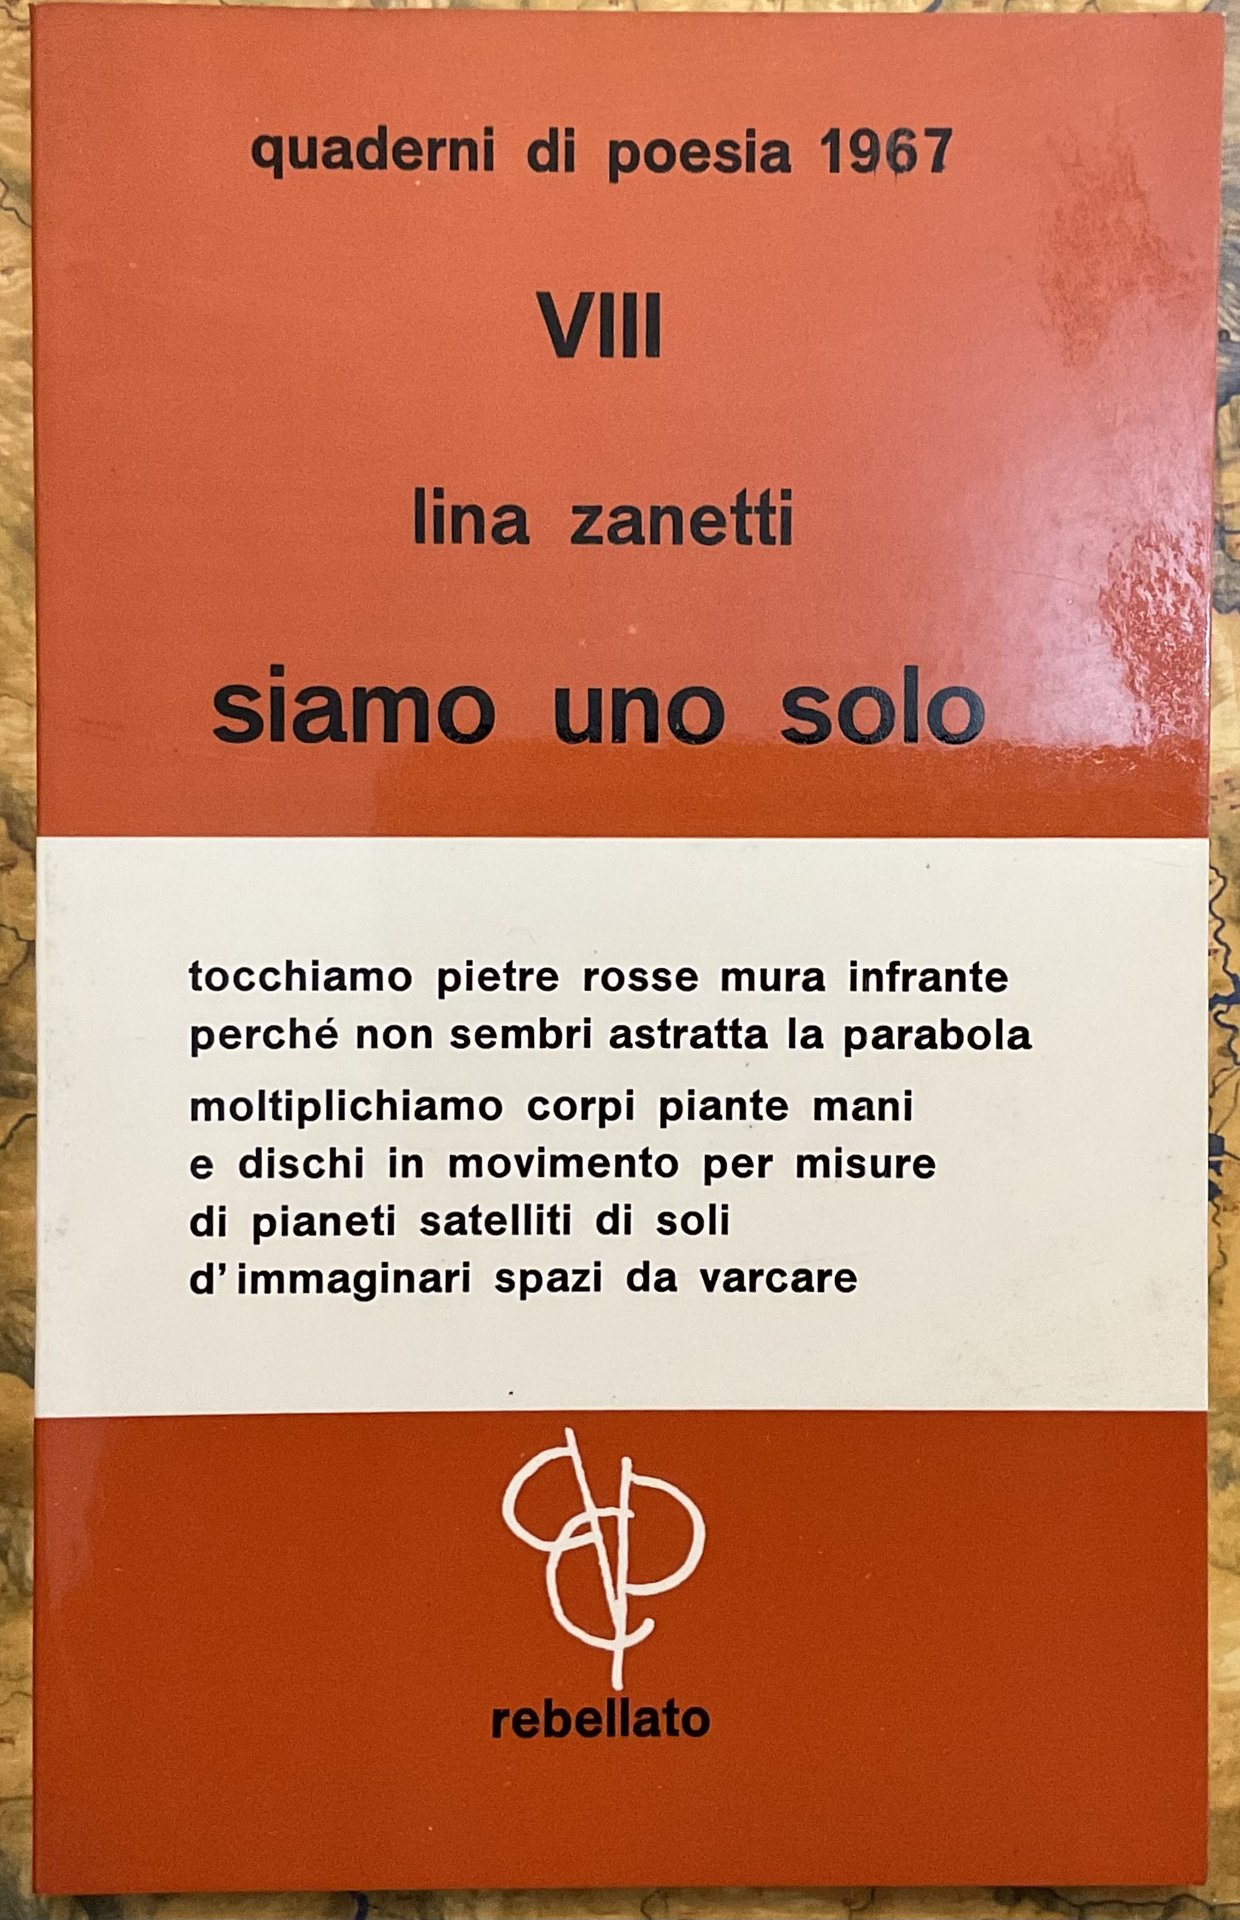 quaderni di poesia 1967
VIII
lina zanetti
siamo uno solo
tocchiamo pietre rosse mura infrante
perché non sembri astratta la parabola
moltiplichiamo corpi piante mani
e dischi in movimento per misure
di pianeti satelliti di soli
d'immaginari spazi da varcare
rebellato